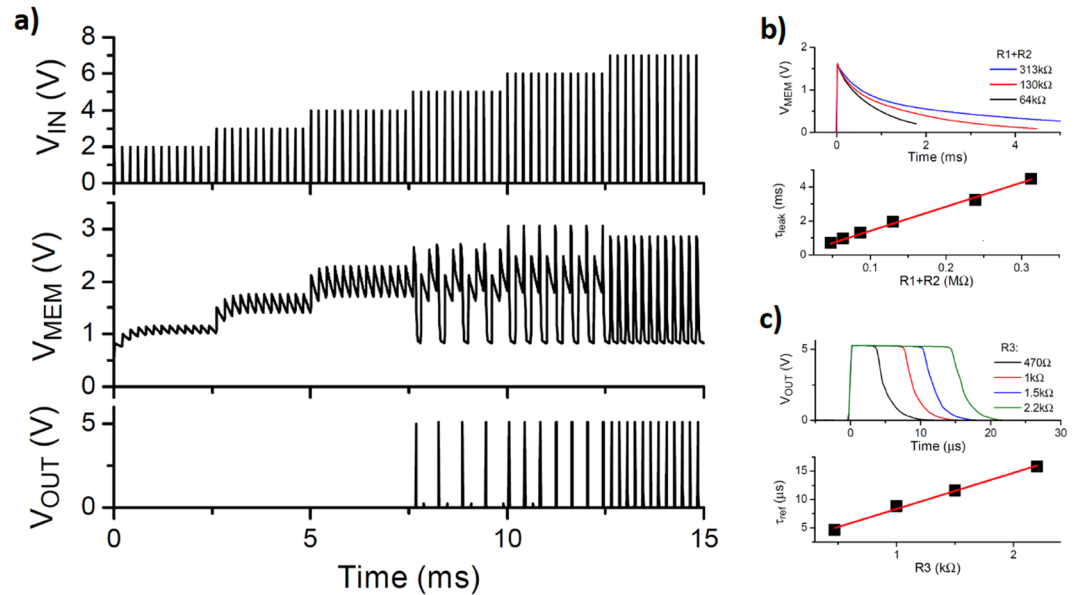 a)
8
6
4
2
0
V_IN (V)
3
2
1
0
V_MEM (V)
5
0
V_OUT (V)
0 5 10 15
Time (ms)
b)
2
1
0
V_MEM (V)
R1+R2
313kΩ
130kΩ
64kΩ
0 2 4
Time (ms)
4
2
0
τ_leak (ms)
0.1 0.2 0.3
R1+R2 (MΩ)
c)
5
0
V_OUT (V)
R3:
470Ω
1kΩ
1.5kΩ
2.2kΩ
0 10 20 30
Time (µs)
15
10
5
τ_ref (µs)
1 2
R3 (kΩ)